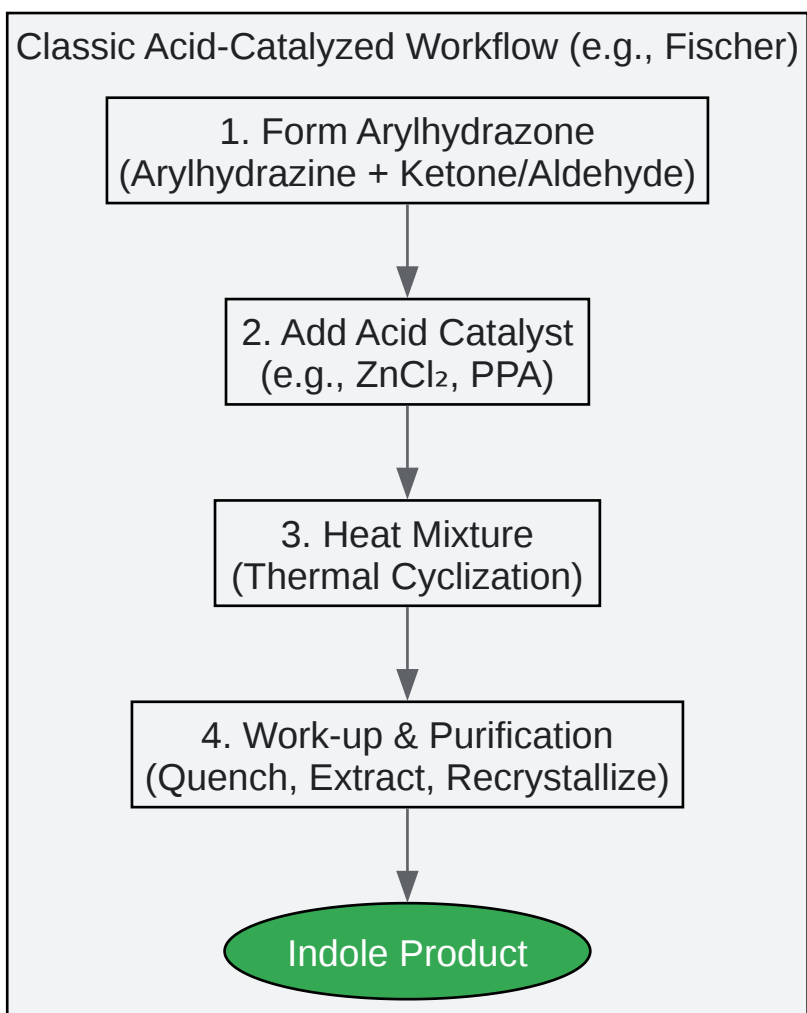 Classic Acid-Catalyzed Workflow (e.g., Fischer)
1. Form Arylhydrazone
(Arylhydrazine + Ketone/Aldehyde)
2. Add Acid Catalyst
(e.g., ZnCl₂, PPA)
3. Heat Mixture
(Thermal Cyclization)
4. Work-up & Purification
(Quench, Extract, Recrystallize)
Indole Product